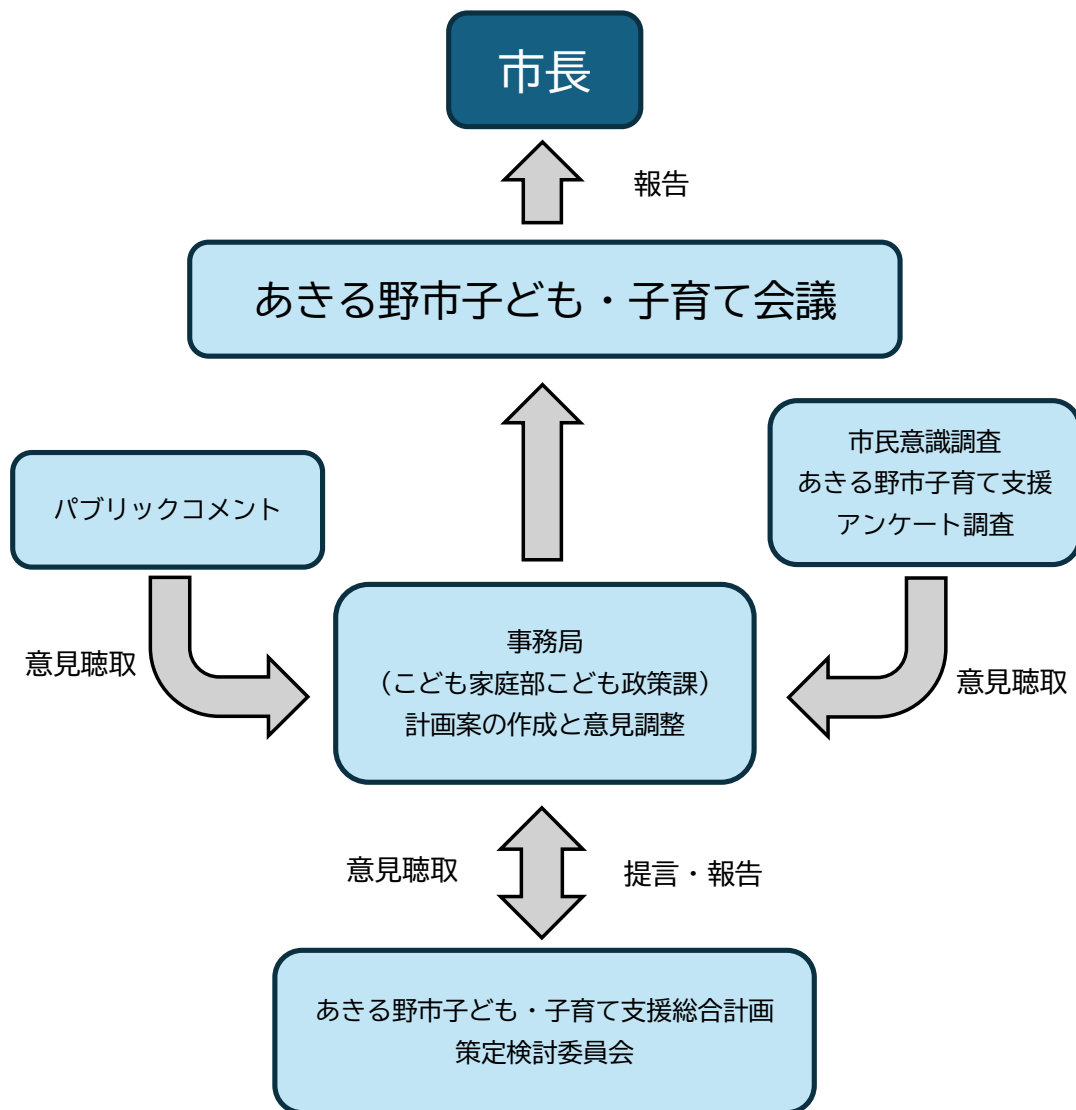 市長
報告
あきる野市子ども・子育て会議
パブリックコメント
市民意識調査
あきる野市子育て支援
アンケート調査
意見聴取
事務局
（こども家庭部こども政策課）
計画案の作成と意見調整
意見聴取
意見聴取
提言・報告
あきる野市子ども・子育て支援総合計画
策定検討委員会